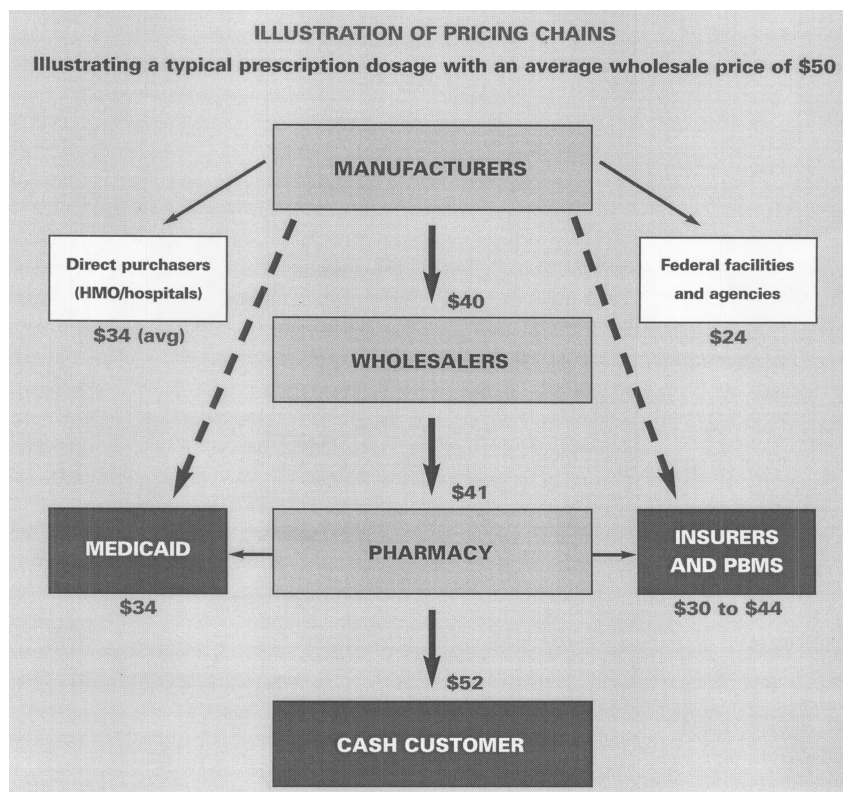 ILLUSTRATION OF PRICING CHAINS
Illustrating a typical prescription dosage with an average wholesale price of $50
MANUFACTURERS
Direct purchasers
(HMO/hospitals)
$34 (avg)
Federal facilities
and agencies
$24
$40
WHOLESALERS
$41
MEDICAID
$34
PHARMACY
INSURERS
AND PBMS
$30 to $44
$52
CASH CUSTOMER